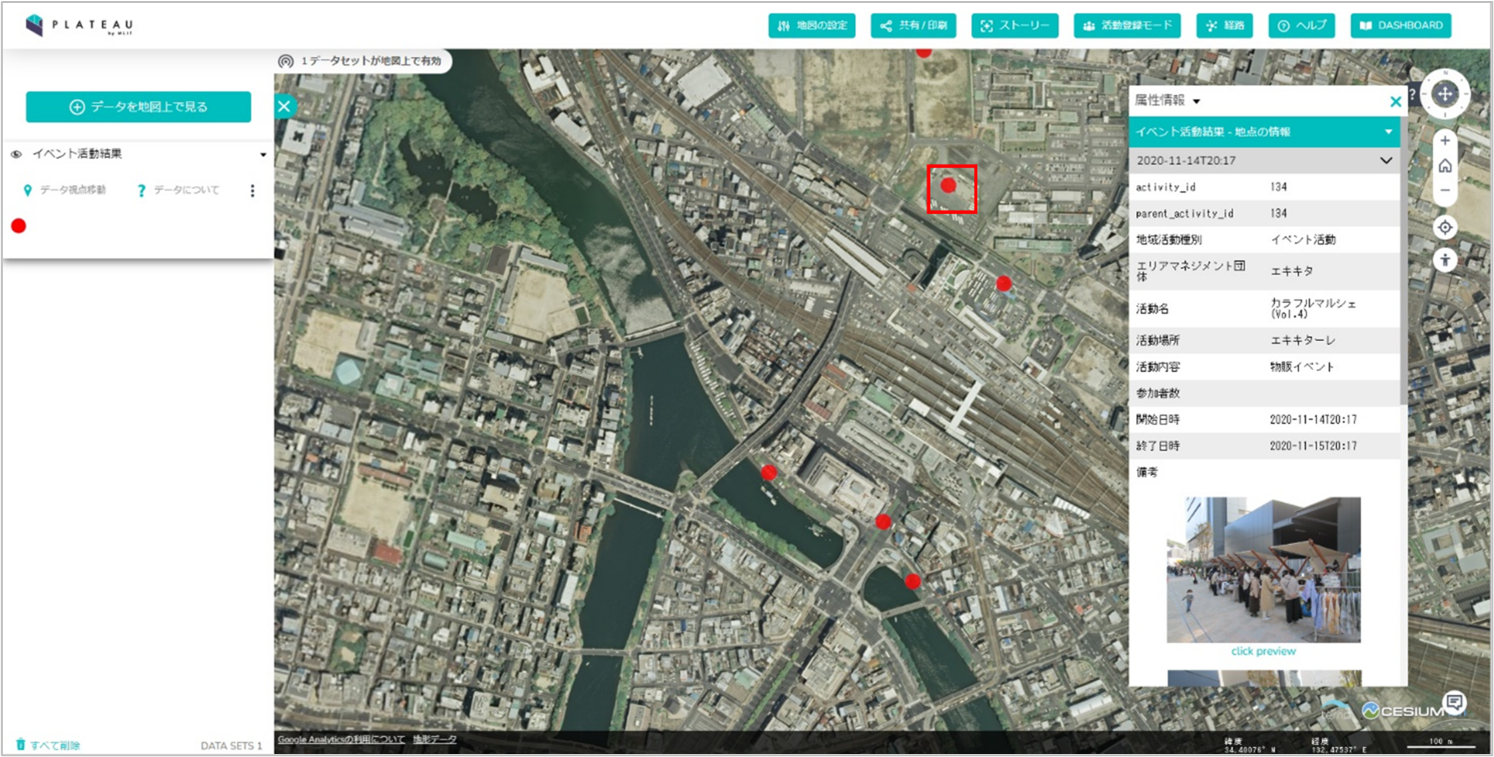 PLATEAU
by MLIT
地図の設定
共有/印刷
ストーリー
活動登録モード
経路
ヘルプ
DASHBOARD
1データセットが地図上で有効
データを地図上で見る
イベント活動結果
データ視点移動
データについて
属性情報
イベント活動結果 - 地点の情報
2020-11-14T20:17
activity_id 134
parent_activity_id 134
地域活動種別 イベント活動
エリアマネジメント団
体 エキキタ
活動名 カラフルマルシェ
(Vol.4)
活動場所 エキキターレ
活動内容 物販イベント
参加者数
開始日時 2020-11-14T20:17
終了日時 2020-11-15T20:17
備考
click preview
CESIUM
すべて削除
DATA SETS 1
Google Analyticsの利用について 地形データ
緯度
34.40076° N
経度
132.47537° E
100 m